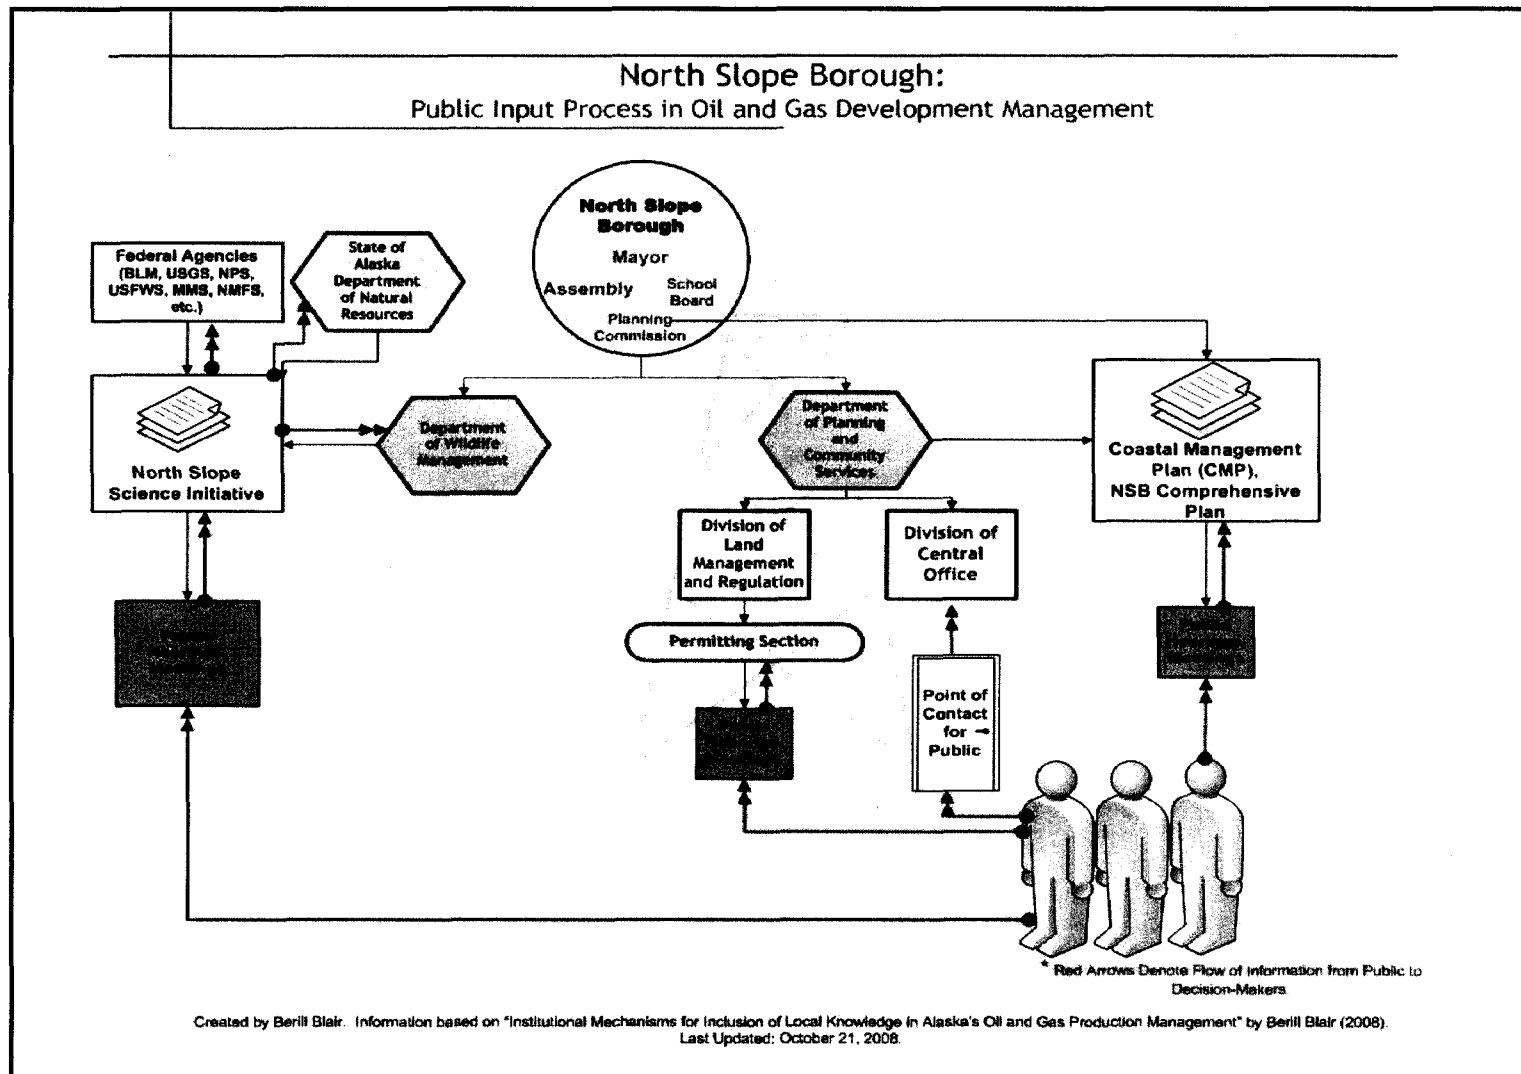 North Slope Borough:
Public Input Process in Oil and Gas Development Management
North Slope
Borough
Mayor
Assembly
School
Board
Planning
Commission
Federal Agencies
(BLM, USGS, NPS,
USFWS, MMS, NMFS,
etc.)
State of
Alaska
Department
of Natural
Resources
North Slope
Science Initiative
Department
of Wildlife
Management
Department
of Planning
and
Community
Services
Coastal Management
Plan (CMP),
NSB Comprehensive
Plan
Division of
Land
Management
and Regulation
Division of
Central
Office
Permitting Section
Point of
Contact
for
Public
* Red Arrows Denote Flow of Information from Public to
Decision-Makers
Created by Berill Blair. Information based on "Institutional Mechanisms for Inclusion of Local Knowledge in Alaska's Oil and Gas Production Management" by Berill Blair (2008).
Last Updated: October 21, 2008.